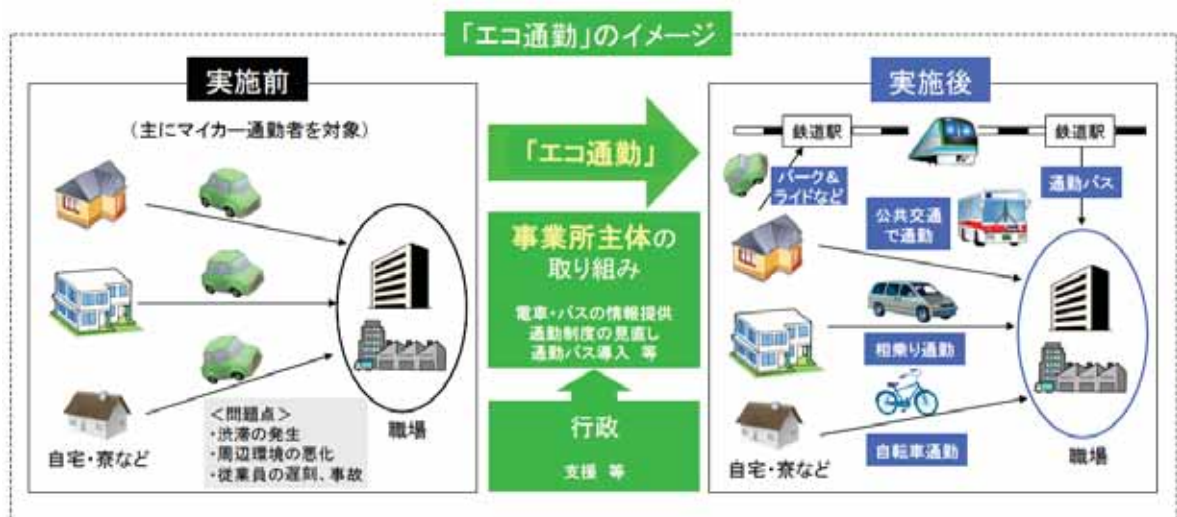 「エコ通勤」のイメージ
実施前
(主にマイカー通勤者を対象)
自宅・寮など
＜問題点＞
・渋滞の発生
・周辺環境の悪化
・従業員の遅刻、事故
職場
「エコ通勤」
事業所主体の
取り組み
電車・バスの情報提供
通勤制度の見直し
通勤バス導入 等
行政
支援 等
実施後
鉄道駅
鉄道駅
パーク＆
ライドなど
通勤バス
公共交通
で通勤
相乗り通勤
自転車通勤
自宅・寮など
職場